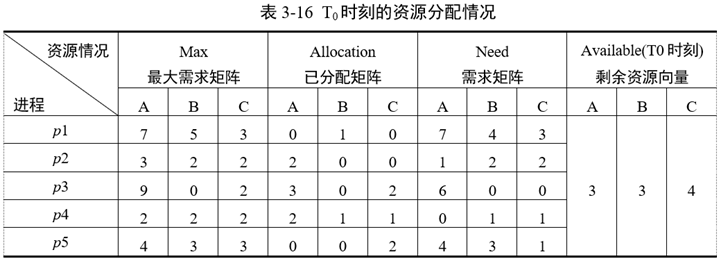 表 3-16 T0时刻的资源分配情况
资源情况 Max Allocation Need Available(T0 时刻)
进程 最大需求矩阵 已分配矩阵 需求矩阵 剩余资源向量
A B C A B C A B C A B C
p1 7 5 3 0 1 0 7 4 3
p2 3 2 2 2 0 0 1 2 2
p3 9 0 2 3 0 2 6 0 0 3 3 4
p4 2 2 2 2 1 1 0 1 1
p5 4 3 3 0 0 2 4 3 1